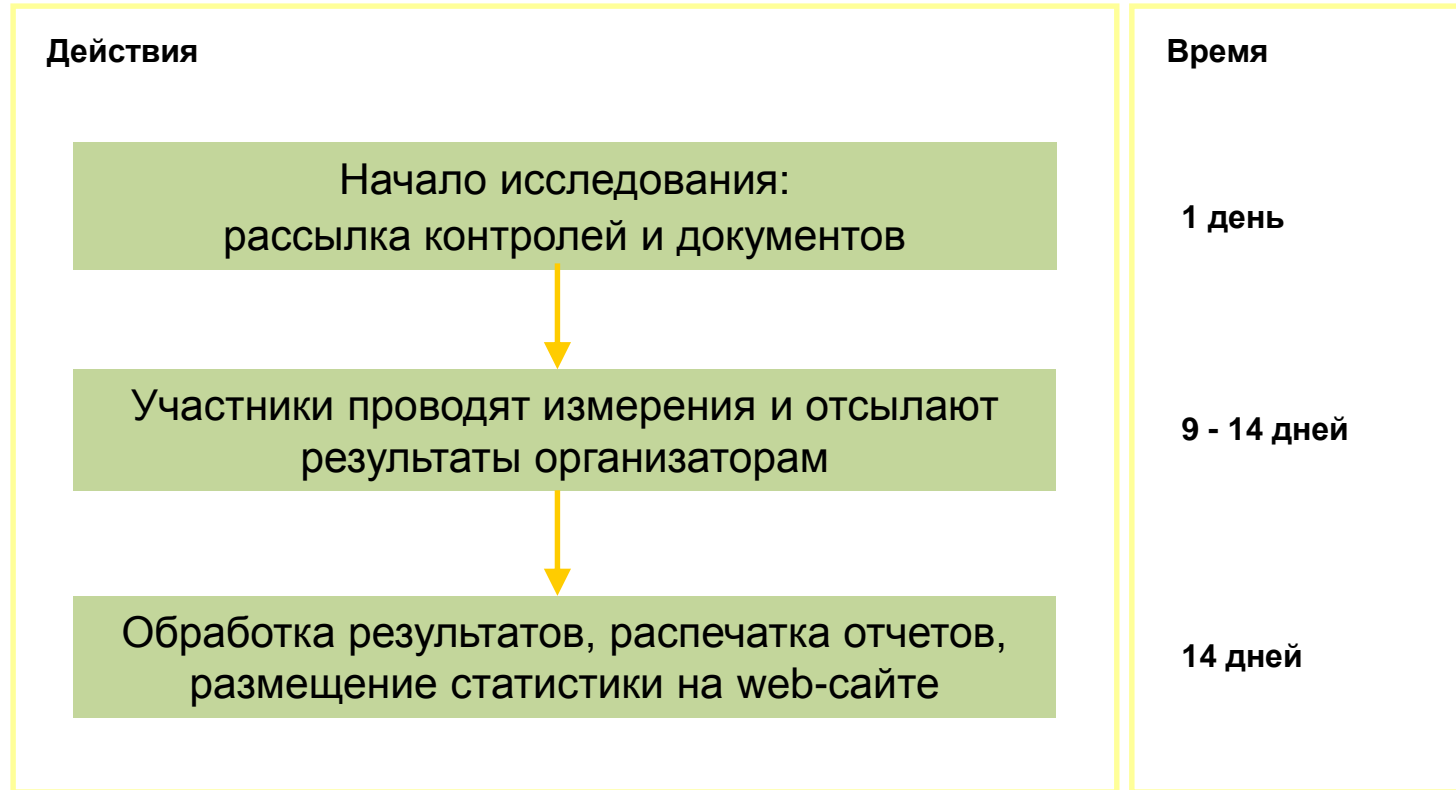 Действия
Время
Начало исследования:
рассылка контролей и документов
1 день
Участники проводят измерения и отсылают
результаты организаторам
9 - 14 дней
Обработка результатов, распечатка отчетов,
размещение статистики на web-сайте
14 дней